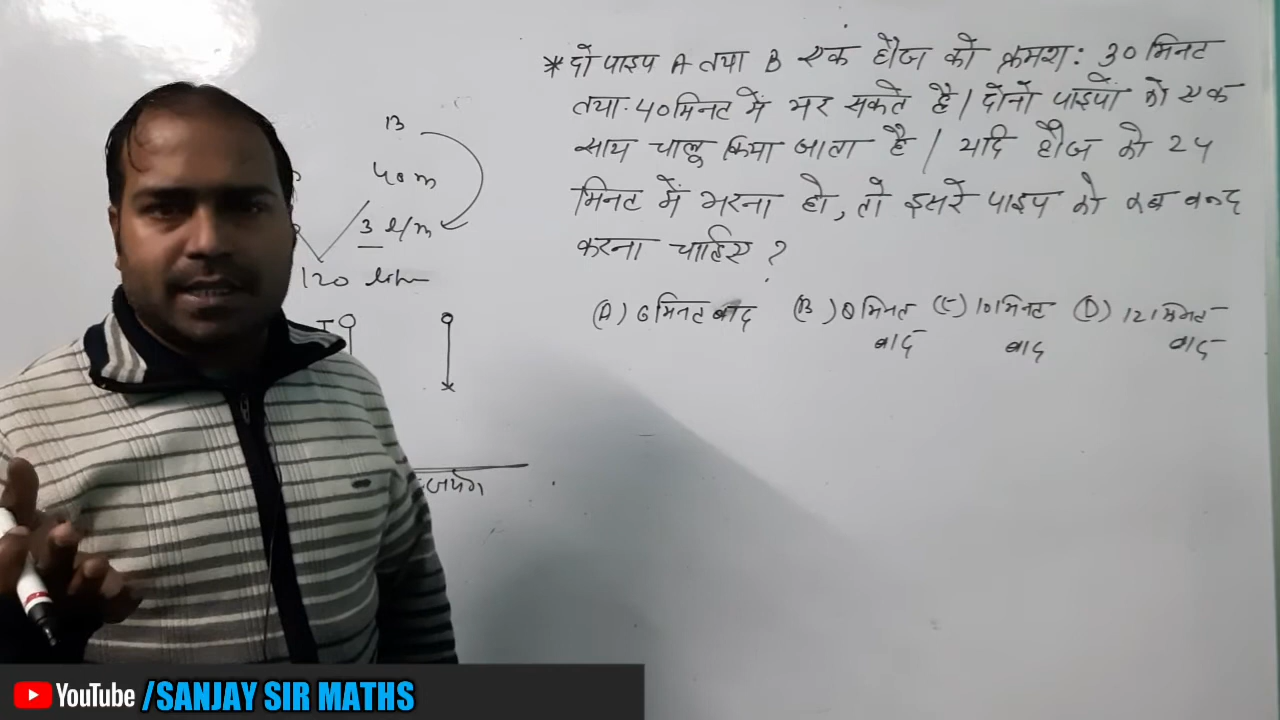 * दो पाइप A तथा B एक हौज को क्रमश: 30 मिनट
तथा 40 मिनट में भर सकते है / दोनों पाइपों को एक
साथ चालू किया जाता है / यदि हौज को 24
मिनट में भरना हो, तो दूसरे पाइप को कब बन्द
करना चाहिए ?
(A) 6 मिनट बाद (B) 8 मिनट बाद (C) 10 मिनट बाद (D) 12 मिनट बाद
B
40 m
3 l/m
120
YouTube /SANJAY SIR MATHS